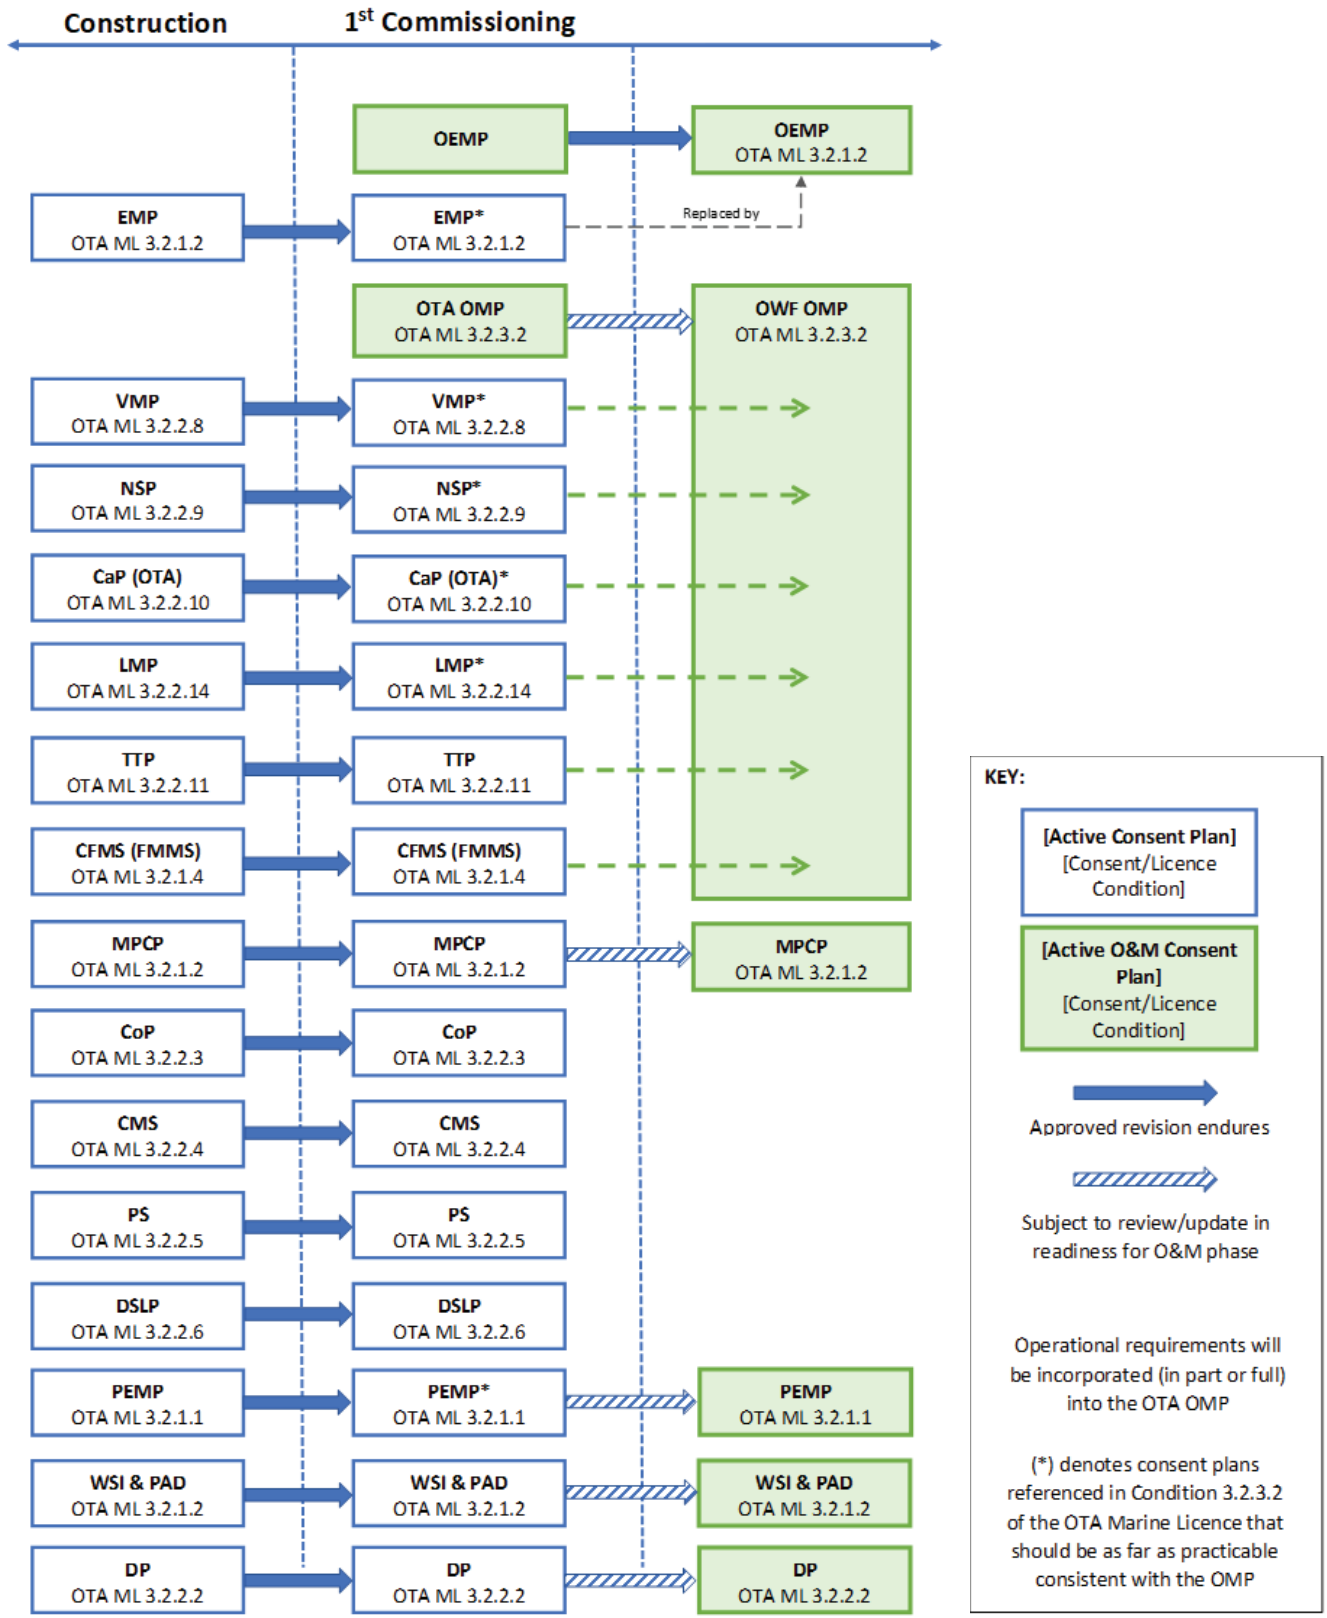 Construction
1st Commissioning
OEMP
OEMP
OTA ML 3.2.1.2
EMP
OTA ML 3.2.1.2
EMP*
OTA ML 3.2.1.2
Replaced by
OTA OMP
OTA ML 3.2.3.2
OWF OMP
OTA ML 3.2.3.2
VMP
OTA ML 3.2.2.8
VMP*
OTA ML 3.2.2.8
NSP
OTA ML 3.2.2.9
NSP*
OTA ML 3.2.2.9
CaP (OTA)
OTA ML 3.2.2.10
CaP (OTA)*
OTA ML 3.2.2.10
LMP
OTA ML 3.2.2.14
LMP*
OTA ML 3.2.2.14
TTP
OTA ML 3.2.2.11
TTP
OTA ML 3.2.2.11
CFMS (FMMS)
OTA ML 3.2.1.4
CFMS (FMMS)
OTA ML 3.2.1.4
MPCP
OTA ML 3.2.1.2
MPCP
OTA ML 3.2.1.2
MPCP
OTA ML 3.2.1.2
CoP
OTA ML 3.2.2.3
CoP
OTA ML 3.2.2.3
CMS
OTA ML 3.2.2.4
CMS
OTA ML 3.2.2.4
PS
OTA ML 3.2.2.5
PS
OTA ML 3.2.2.5
DSLP
OTA ML 3.2.2.6
DSLP
OTA ML 3.2.2.6
PEMP
OTA ML 3.2.1.1
PEMP*
OTA ML 3.2.1.1
PEMP
OTA ML 3.2.1.1
WSI & PAD
OTA ML 3.2.1.2
WSI & PAD
OTA ML 3.2.1.2
WSI & PAD
OTA ML 3.2.1.2
DP
OTA ML 3.2.2.2
DP
OTA ML 3.2.2.2
DP
OTA ML 3.2.2.2
KEY:
[Active Consent Plan]
[Consent/Licence
Condition]
[Active O&M Consent
Plan]
[Consent/Licence
Condition]
Approved revision endures
Subject to review/update in
readiness for O&M phase
Operational requirements will
be incorporated (in part or full)
into the OTA OMP
(*) denotes consent plans
referenced in Condition 3.2.3.2
of the OTA Marine Licence that
should be as far as practicable
consistent with the OMP